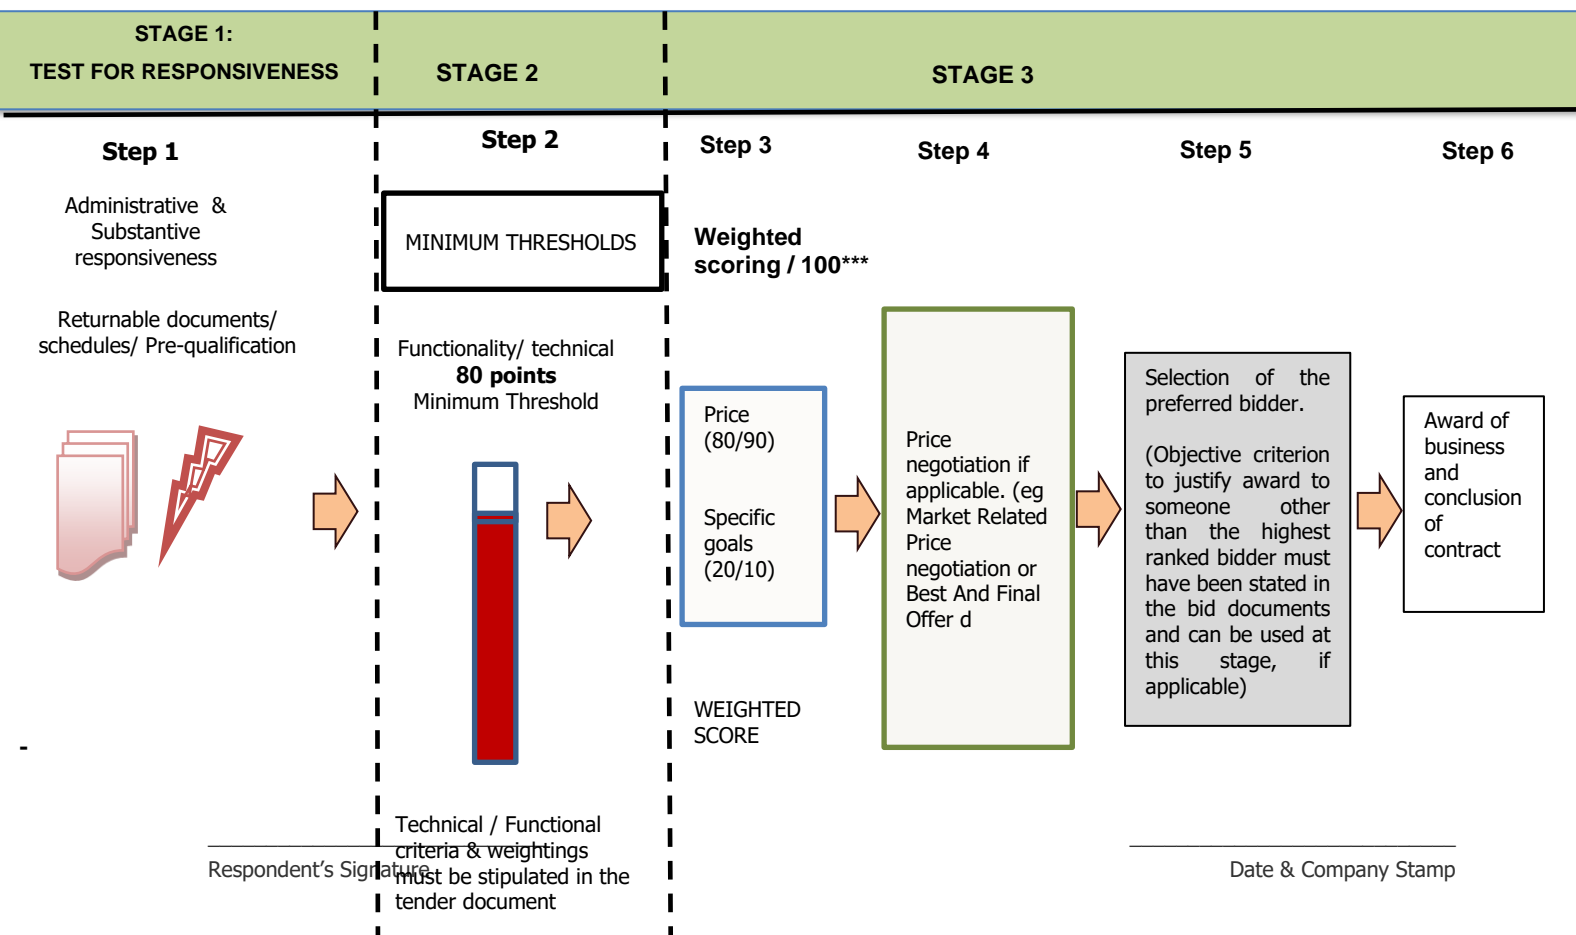 STAGE 1:
TEST FOR RESPONSIVENESS
STAGE 2
STAGE 3
Step 1
Administrative &
Substantive
responsiveness
Returnable documents/
schedules/ Pre-qualification
Step 2
MINIMUM THRESHOLDS
Functionality/ technical
80 points
Minimum Threshold
Technical / Functional
criteria & weightings
must be stipulated in the
tender document
Step 3
Weighted
scoring / 100***
Price
(80/90)
Specific
goals
(20/10)
WEIGHTED
SCORE
Step 4
Price
negotiation if
applicable. (eg
Market Related
Price
negotiation or
Best And Final
Offer d
Step 5
Selection of the
preferred bidder.
(Objective criterion
to justify award to
someone other
than the highest
ranked bidder must
have been stated in
the bid documents
and can be used at
this stage, if
applicable)
Step 6
Award of
business
and
conclusion
of
contract
-
Respondent's Signature
Date & Company Stamp